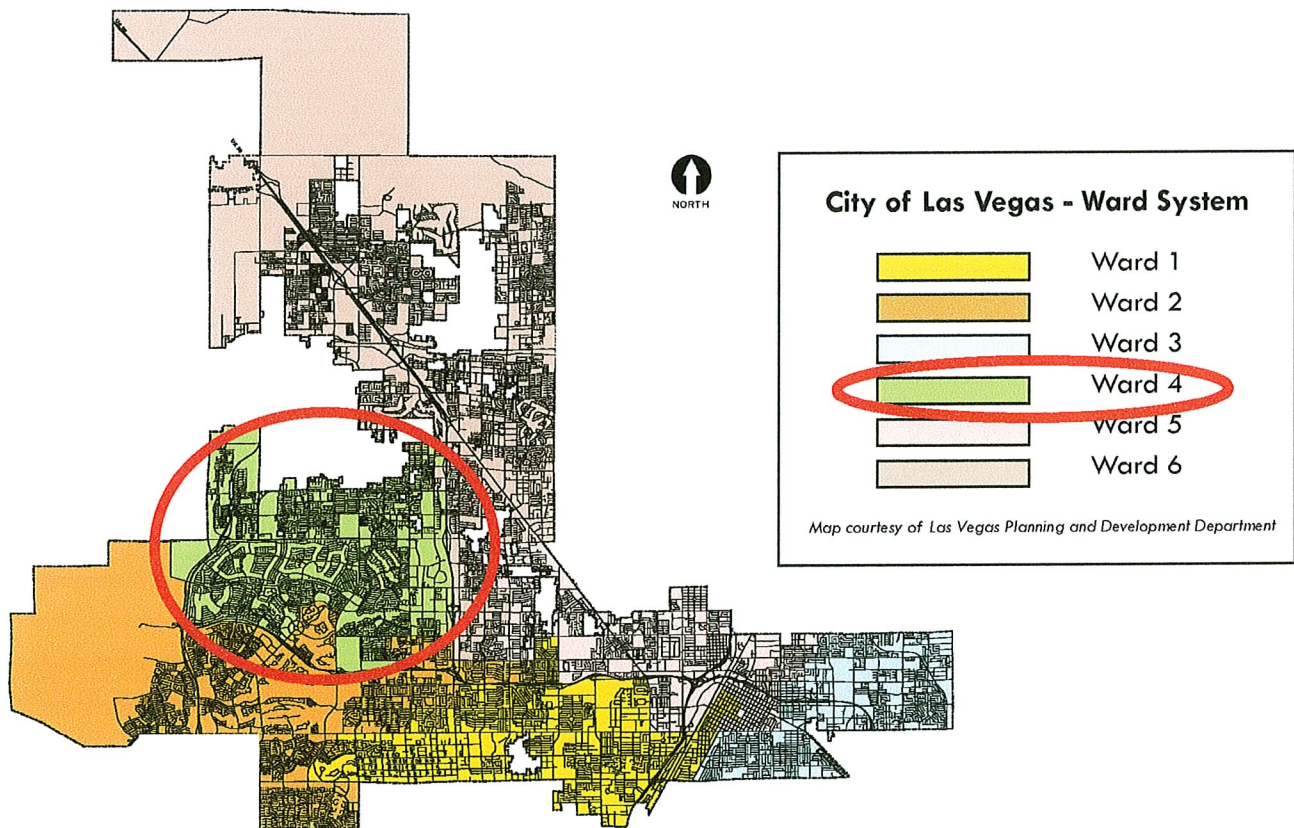 NORTH
City of Las Vegas - Ward System
Ward 1
Ward 2
Ward 3
Ward 4
Ward 5
Ward 6
Map courtesy of Las Vegas Planning and Development Department